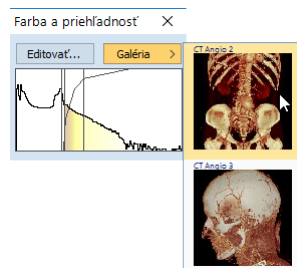 Farba a priehľadnosť
Editovať...
Galéria
CT Angio 2
CT Angio 3